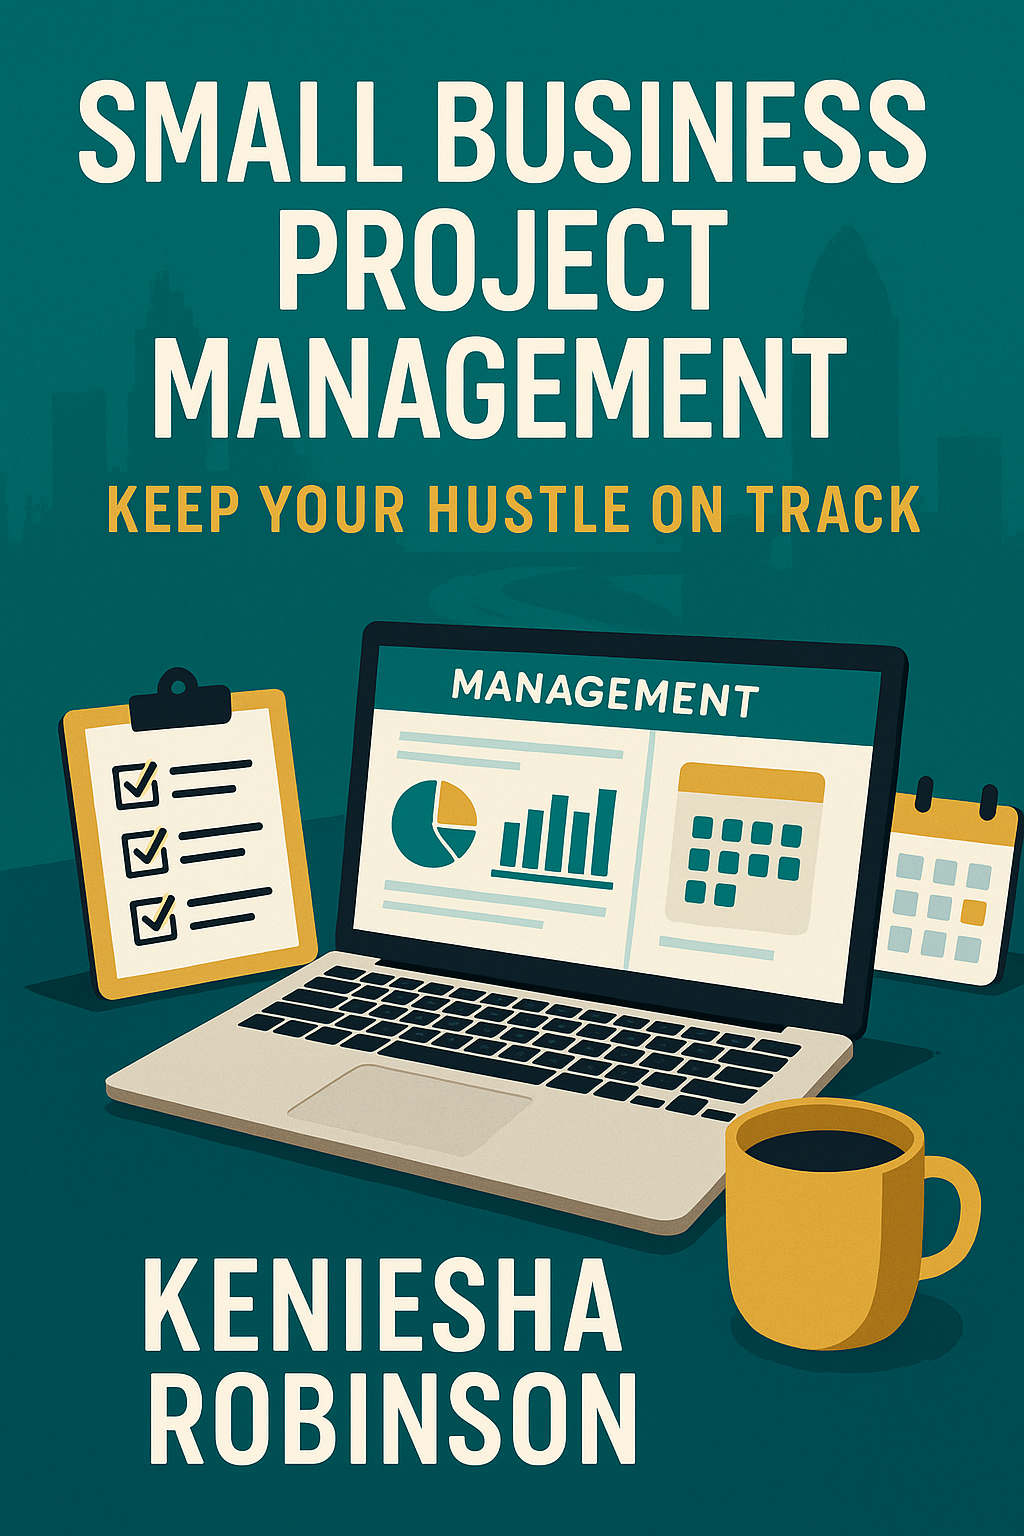 SMALL BUSINESS
PROJECT
MANAGEMENT
KEEP YOUR HUSTLE ON TRACK
MANAGEMENT
KENIESHA
ROBINSON